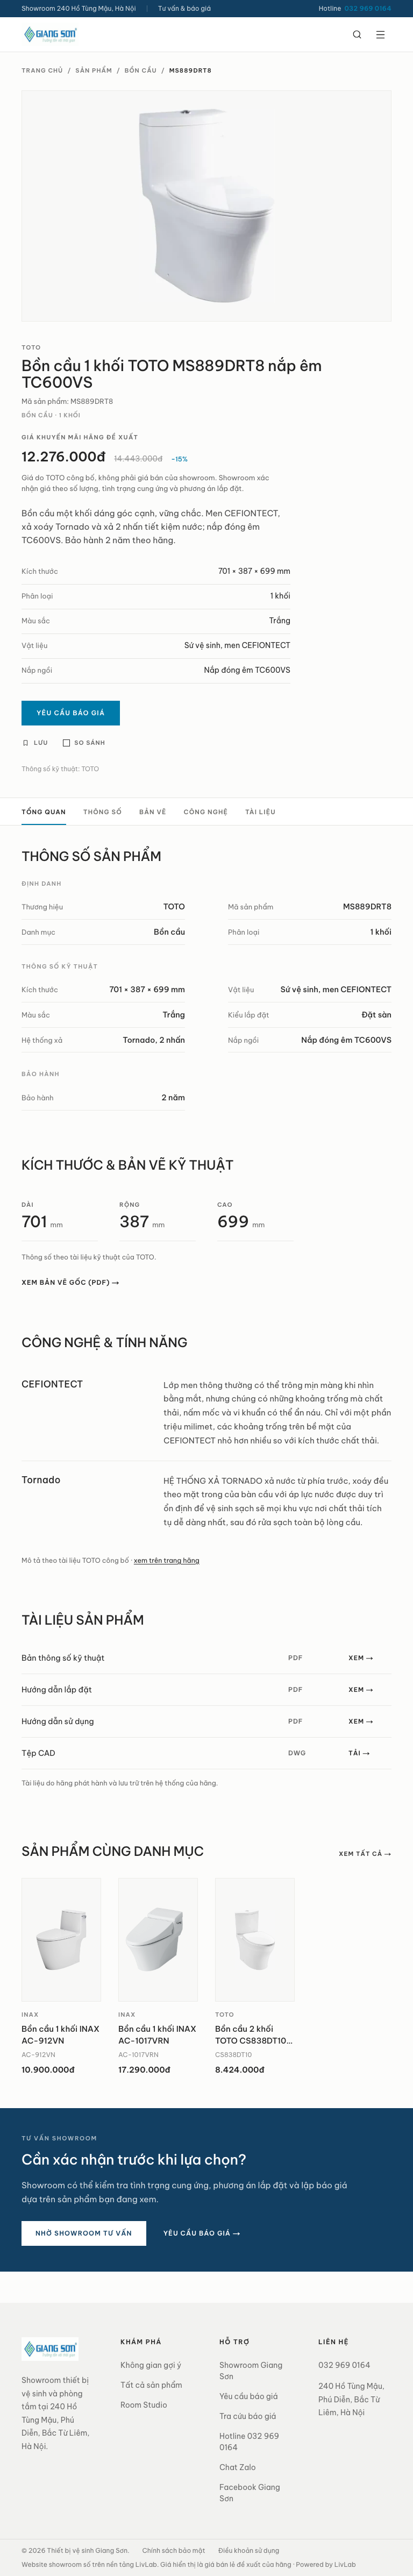 Showroom 240 Hồ Tùng Mậu, Hà Nội | Tư vấn & báo giá Hotline 032 969 0164
GIANG SƠN
TRANG CHỦ / SẢN PHẨM / BỒN CẦU / MS889DRT8
TOTO
Bồn cầu 1 khối TOTO MS889DRT8 nắp êm
TC600VS
Mã sản phẩm: MS889DRT8
BỒN CẦU · 1 KHỐI
GIÁ KHUYẾN MÃI HÃNG ĐỀ XUẤT
12.276.000đ 14.443.000đ -15%
Giá do TOTO công bố, không phải giá bán của showroom. Showroom xác
nhận giá theo số lượng, tình trạng cung ứng và phương án lắp đặt.
Bồn cầu một khối dáng góc cạnh, vững chắc. Men CEFIONTECT,
xả xoáy Tornado và xả 2 nhấn tiết kiệm nước; nắp đóng êm
TC600VS. Bảo hành 2 năm theo hãng.
Kích thước 701 × 387 × 699 mm
Phân loại 1 khối
Màu sắc Trắng
Vật liệu Sứ vệ sinh, men CEFIONTECT
Nắp ngồi Nắp đóng êm TC600VS
YÊU CẦU BÁO GIÁ
LƯU SO SÁNH
Thông số kỹ thuật: TOTO
TỔNG QUAN THÔNG SỐ BẢN VẼ CÔNG NGHỆ TÀI LIỆU
THÔNG SỐ SẢN PHẨM
ĐỊNH DANH
Thương hiệu TOTO Mã sản phẩm MS889DRT8
Danh mục Bồn cầu Phân loại 1 khối
THÔNG SỐ KỸ THUẬT
Kích thước 701 × 387 × 699 mm Vật liệu Sứ vệ sinh, men CEFIONTECT
Màu sắc Trắng Kiểu lắp đặt Đặt sàn
Hệ thống xả Tornado, 2 nhấn Nắp ngồi Nắp đóng êm TC600VS
BẢO HÀNH
Bảo hành 2 năm
KÍCH THƯỚC & BẢN VẼ KỸ THUẬT
DÀI RỘNG CAO
701 mm 387 mm 699 mm
Thông số theo tài liệu kỹ thuật của TOTO.
XEM BẢN VẼ GỐC (PDF) →
CÔNG NGHỆ & TÍNH NĂNG
CEFIONTECT
Lớp men thông thường có thể trông mịn màng khi nhìn
bằng mắt, nhưng chúng có những khoảng trống mà chất
thải, nấm mốc và vi khuẩn có thể ẩn náu. Chỉ với một phần
triệu milimet, các khoảng trống trên bề mặt của
CEFIONTECT nhỏ hơn nhiều so với kích thước chất thải.
Tornado
HỆ THỐNG XẢ TORNADO xả nước từ phía trước, xoáy đều
theo mặt trong của bàn cầu với áp lực nước được duy trì
ổn định để vệ sinh sạch sẽ mọi khu vực nơi chất thải tích
tụ dễ dàng nhất, sau đó rửa sạch toàn bộ lòng cầu.
Mô tả theo tài liệu TOTO công bố · xem trên trang hãng
TÀI LIỆU SẢN PHẨM
Bản thông số kỹ thuật PDF XEM →
Hướng dẫn lắp đặt PDF XEM →
Hướng dẫn sử dụng PDF XEM →
Tệp CAD DWG TẢI →
Tài liệu do hãng phát hành và lưu trữ trên hệ thống của hãng.
SẢN PHẨM CÙNG DANH MỤC XEM TẤT CẢ →
INAX
Bồn cầu 1 khối INAX
AC-912VN
AC-912VN
10.900.000đ
INAX
Bồn cầu 1 khối INAX
AC-1017VRN
AC-1017VRN
17.290.000đ
TOTO
Bồn cầu 2 khối
TOTO CS838DT10...
CS838DT10
8.424.000đ
TƯ VẤN SHOWROOM
Cần xác nhận trước khi lựa chọn?
Showroom có thể kiểm tra tình trạng cung ứng, phương án lắp đặt và lập báo giá
dựa trên sản phẩm bạn đang xem.
NHỜ SHOWROOM TƯ VẤN YÊU CẦU BÁO GIÁ →
GIANG SƠN
Showroom thiết bị
vệ sinh và phòng
tắm tại 240 Hồ
Tùng Mậu, Phú
Diễn, Bắc Từ Liêm,
Hà Nội.
KHÁM PHÁ
Không gian gợi ý
Tất cả sản phẩm
Room Studio
HỖ TRỢ
Showroom Giang
Sơn
Yêu cầu báo giá
Tra cứu báo giá
Hotline 032 969
0164
Chat Zalo
Facebook Giang
Sơn
LIÊN HỆ
032 969 0164
240 Hồ Tùng Mậu,
Phú Diễn, Bắc Từ
Liêm, Hà Nội
© 2026 Thiết bị vệ sinh Giang Sơn. Chính sách bảo mật Điều khoản sử dụng
Website showroom số trên nền tảng LivLab. Giá hiển thị là giá bán lẻ đề xuất của hãng · Powered by LivLab